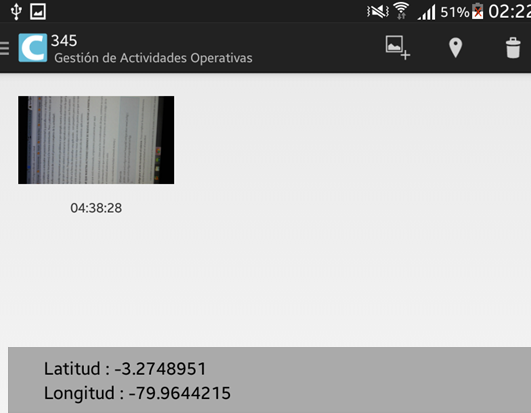 51% 02:22
C 345
Gestión de Actividades Operativas
04:38:28
Latitud : -3.2748951
Longitud : -79.9644215